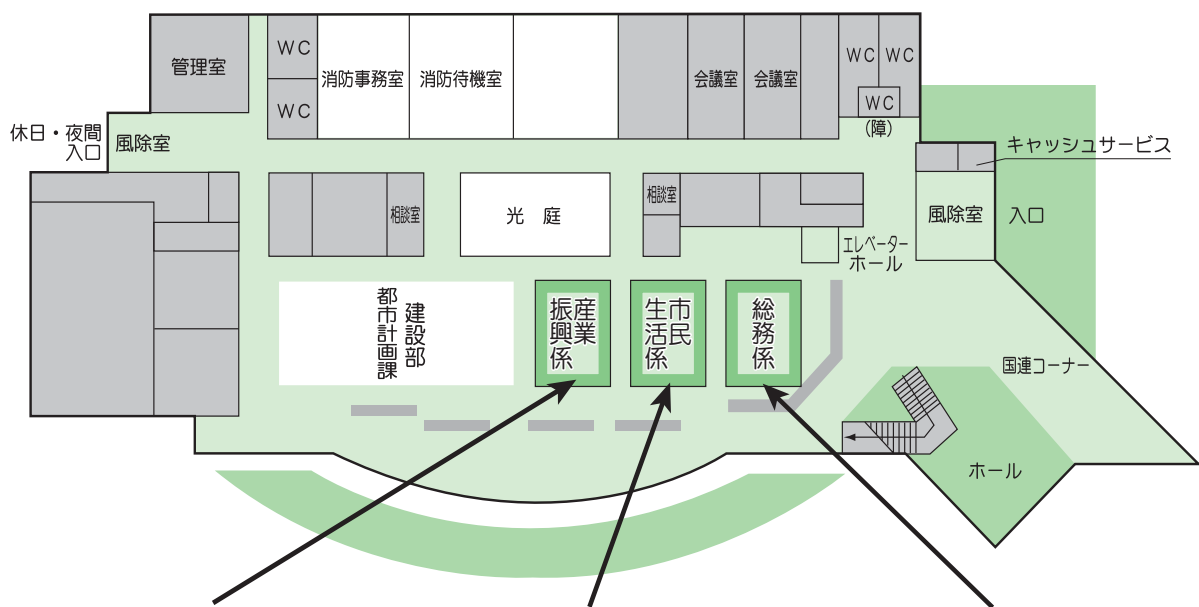 管理室
WC
WC
消防事務室
消防待機室
会議室
会議室
WC
WC
WC
(障)
休日・夜間
入口
風除室
キャッシュサービス
相談室
光 庭
相談室
風除室
入口
エレベーター
ホール
建設部
都市計画課
産業
振興係
市民
生活係
総務係
国連コーナー
ホール